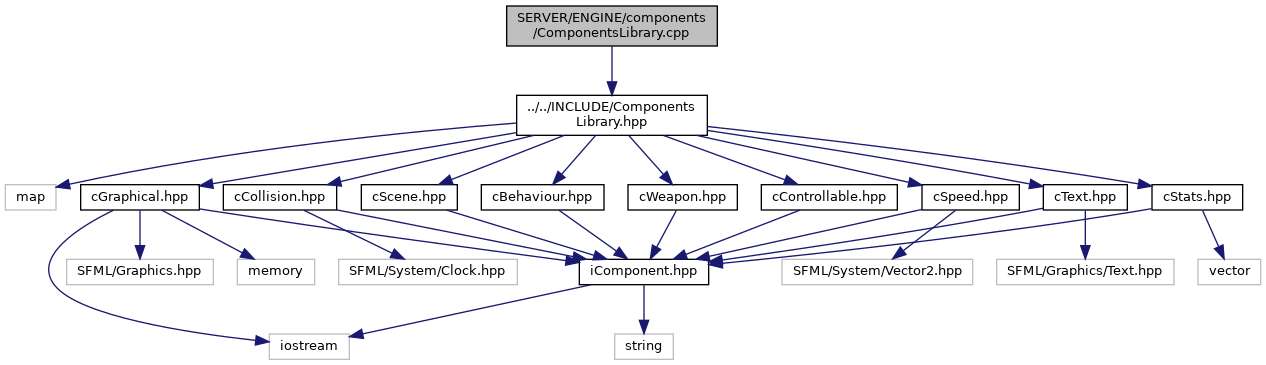 SERVER/ENGINE/components
/ComponentsLibrary.cpp
../../INCLUDE/Components
Library.hpp
map
cGraphical.hpp
cCollision.hpp
cScene.hpp
cBehaviour.hpp
cWeapon.hpp
cControllable.hpp
cSpeed.hpp
cText.hpp
cStats.hpp
SFML/Graphics.hpp
memory
SFML/System/Clock.hpp
iComponent.hpp
SFML/System/Vector2.hpp
SFML/Graphics/Text.hpp
vector
iostream
string